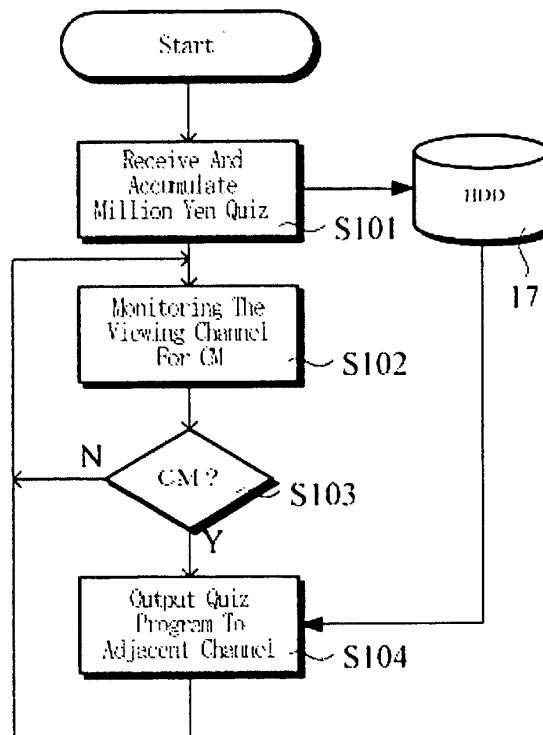 Start
Receive And
Accumulate
Million Yen Quiz
S101
HDD
17
Monitoring The
Viewing Channel
For CM
S102
N
CM?
S103
Y
Output Quiz
Program To
Adjacent Channel
S104